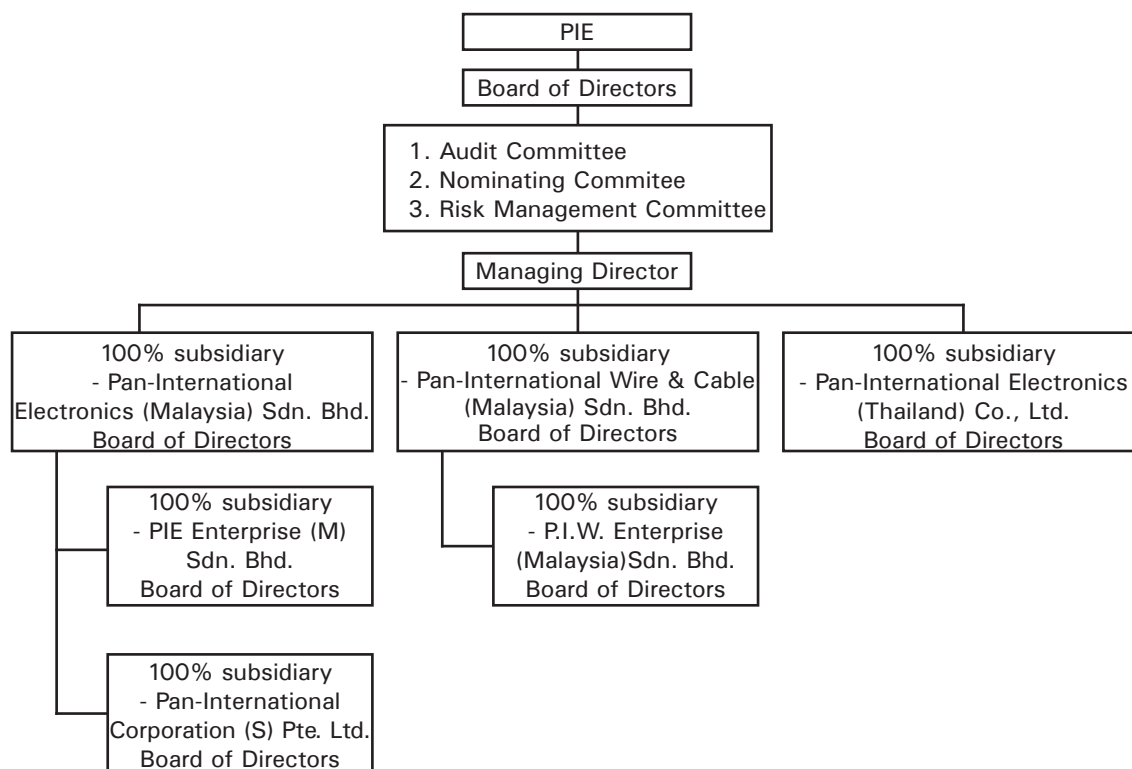 PIE
Board of Directors
1. Audit Committee
2. Nominating Commitee
3. Risk Management Committee
Managing Director
100% subsidiary
- Pan-International
Electronics (Malaysia) Sdn. Bhd.
Board of Directors
100% subsidiary
- Pan-International Wire & Cable
(Malaysia) Sdn. Bhd.
Board of Directors
100% subsidiary
- Pan-International Electronics
(Thailand) Co., Ltd.
Board of Directors
100% subsidiary
- PIE Enterprise (M)
Sdn. Bhd.
Board of Directors
100% subsidiary
- P.I.W. Enterprise
(Malaysia)Sdn. Bhd.
Board of Directors
100% subsidiary
- Pan-International
Corporation (S) Pte. Ltd.
Board of Directors